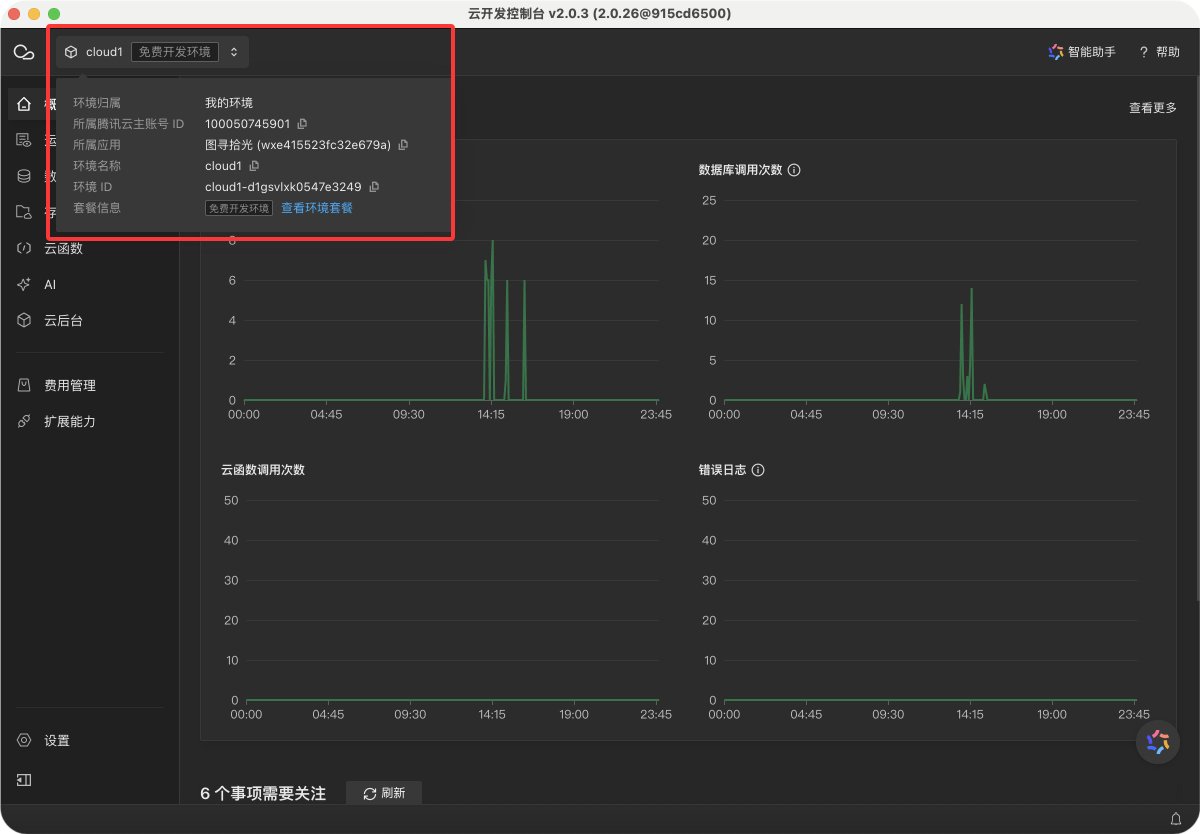 云开发控制台 v2.0.3 (2.0.26@915cd6500)
cloud1 免费开发环境
智能助手
? 帮助
环境归属 我的环境
所属腾讯云主账号 ID 100050745901
所属应用 图寻拾光 (wxe415523fc32e679a)
环境名称 cloud1
环境 ID cloud1-d1gsvlxk0547e3249
套餐信息 免费开发环境 查看环境套餐
云函数
AI
云后台
费用管理
扩展能力
设置
查看更多
8
6
4
2
0
00:00 04:45 09:30 14:15 19:00 23:45
数据库调用次数
25
20
15
10
5
0
00:00 04:45 09:30 14:15 19:00 23:45
云函数调用次数
50
40
30
20
10
0
00:00 04:45 09:30 14:15 19:00 23:45
错误日志
50
40
30
20
10
0
00:00 04:45 09:30 14:15 19:00 23:45
6 个事项需要关注
刷新